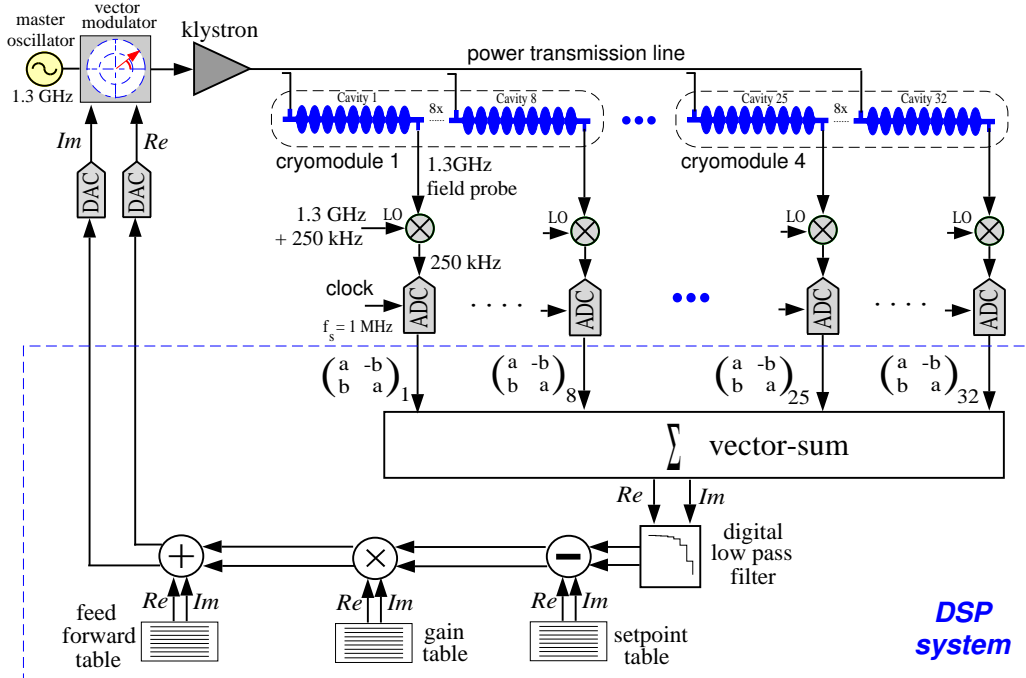 master
oscillator
vector
modulator
klystron
1.3 GHz
power transmission line
Cavity 1
8x
Cavity 8
Cavity 25
8x
Cavity 32
Im
Re
cryomodule 1
cryomodule 4
DAC
DAC
1.3GHz
field probe
LO
LO
LO
LO
1.3 GHz
+ 250 kHz
250 kHz
clock
ADC
ADC
ADC
ADC
f_s = 1 MHz
(a -b
b a)1
(a -b
b a)8
(a -b
b a)25
(a -b
b a)32
Σ vector-sum
Re Im
digital
low pass
filter
+
×
−
Re Im
Re Im
Re Im
feed
forward
table
gain
table
setpoint
table
DSP
system